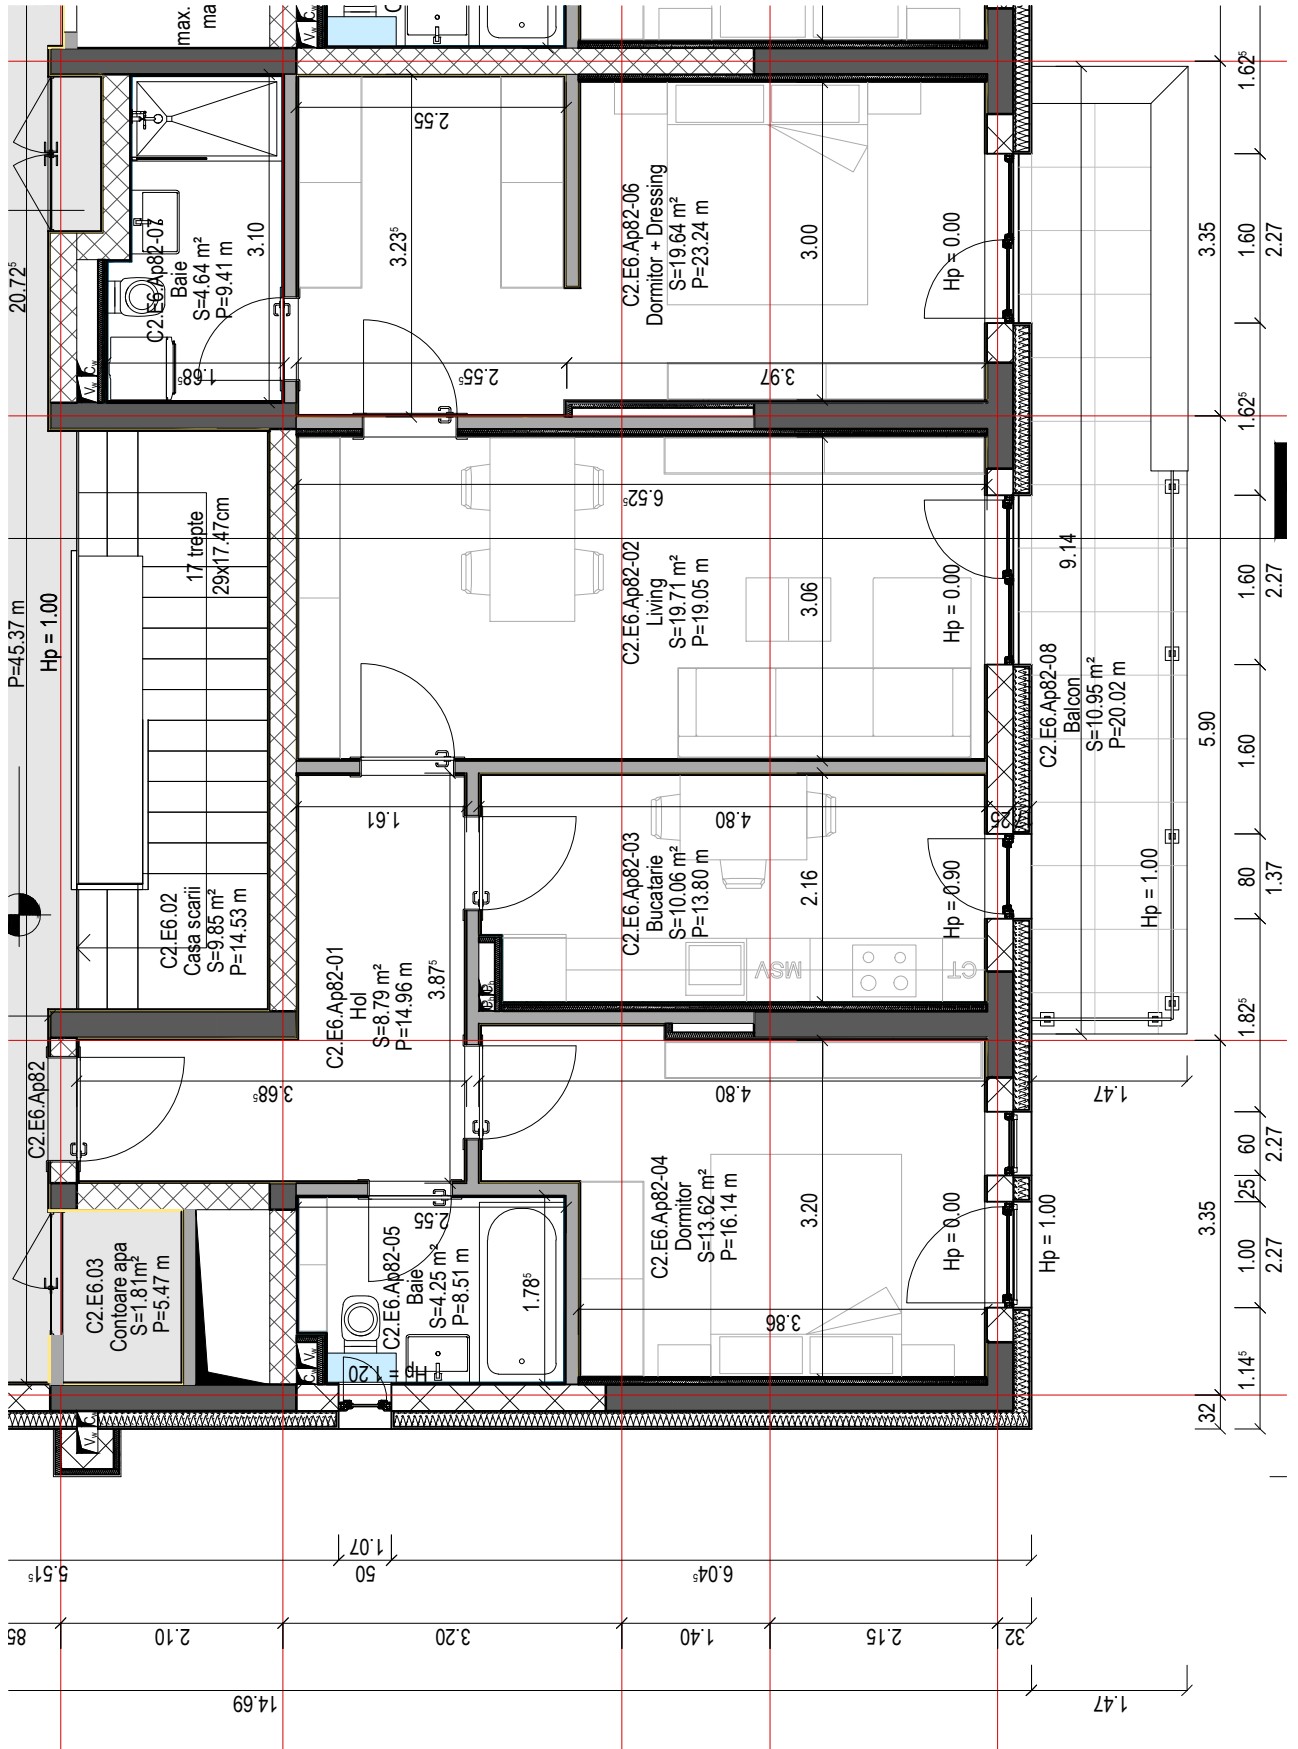 max.
ma
V_w
C_w
C
2.55
3.23⁵
C2.E6.Ap82-06
Dormitor + Dressing
S=19.64 m²
P=23.24 m
3.00
Hp = 0.00
C2.E6.Ap82-07
Baie
S=4.64 m²
P=9.41 m
3.10
20.72⁵
V_w
C_w
1.68⁵
2.55⁵
3.97
1.62⁵
3.35
1.60
2.27
1.62⁵
17 trepte
29x17.47cm
P=45.37 m
Hp = 1.00
6.52⁵
C2.E6.Ap82-02
Living
S=19.71 m²
P=19.05 m
3.06
Hp = 0.00
9.14
1.60
2.27
C2.E6.Ap82-08
Balcon
S=10.95 m²
P=20.02 m
5.90
1.60
1.61
4.80
25
C2.E6.Ap82-03
Bucatarie
S=10.06 m²
P=13.80 m
2.16
Hp = 0.90
Hp = 1.00
80
1.37
MSV
CT
C2.E6.02
Casa scarii
S=9.85 m²
P=14.53 m
C2.E6.Ap82-01
Hol
S=8.79 m²
P=14.96 m
3.87⁵
1.82⁵
C2.E6.Ap82
3.68⁵
4.80
1.47
60
2.27
25
C2.E6.Ap82-04
Dormitor
S=13.62 m²
P=16.14 m
3.20
Hp = 0.00
Hp = 1.00
3.35
1.00
2.27
C2.E6.03
Contoare apa
S=1.81m²
P=5.47 m
2.55
C2.E6.Ap82-05
Baie
S=4.25 m²
P=8.51 m
1.78⁵
3.86
Hp = 1.20
C_w
V_w
1.14⁵
32
V_w
C
1.07
50
5.51⁵
6.04⁵
85
2.10
3.20
1.40
2.15
32
14.69
1.47